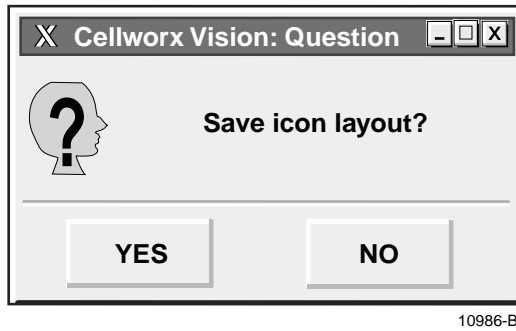 X Cellworx Vision: Question
Save icon layout?
YES
NO
10986-B